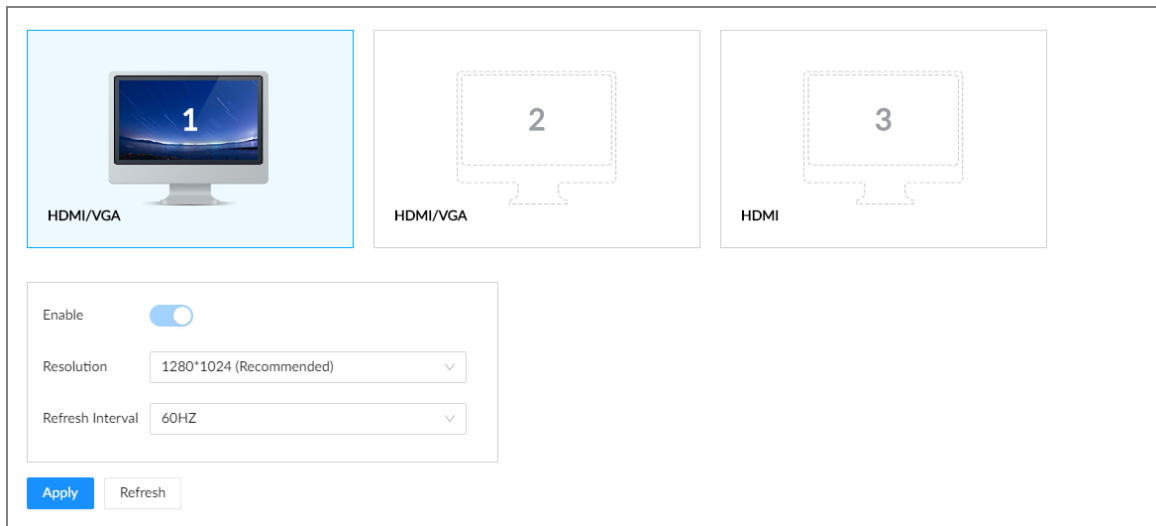 1
2
3
HDMI/VGA
HDMI/VGA
HDMI
Enable
Resolution
1280*1024 (Recommended)
Refresh Interval
60HZ
Apply
Refresh